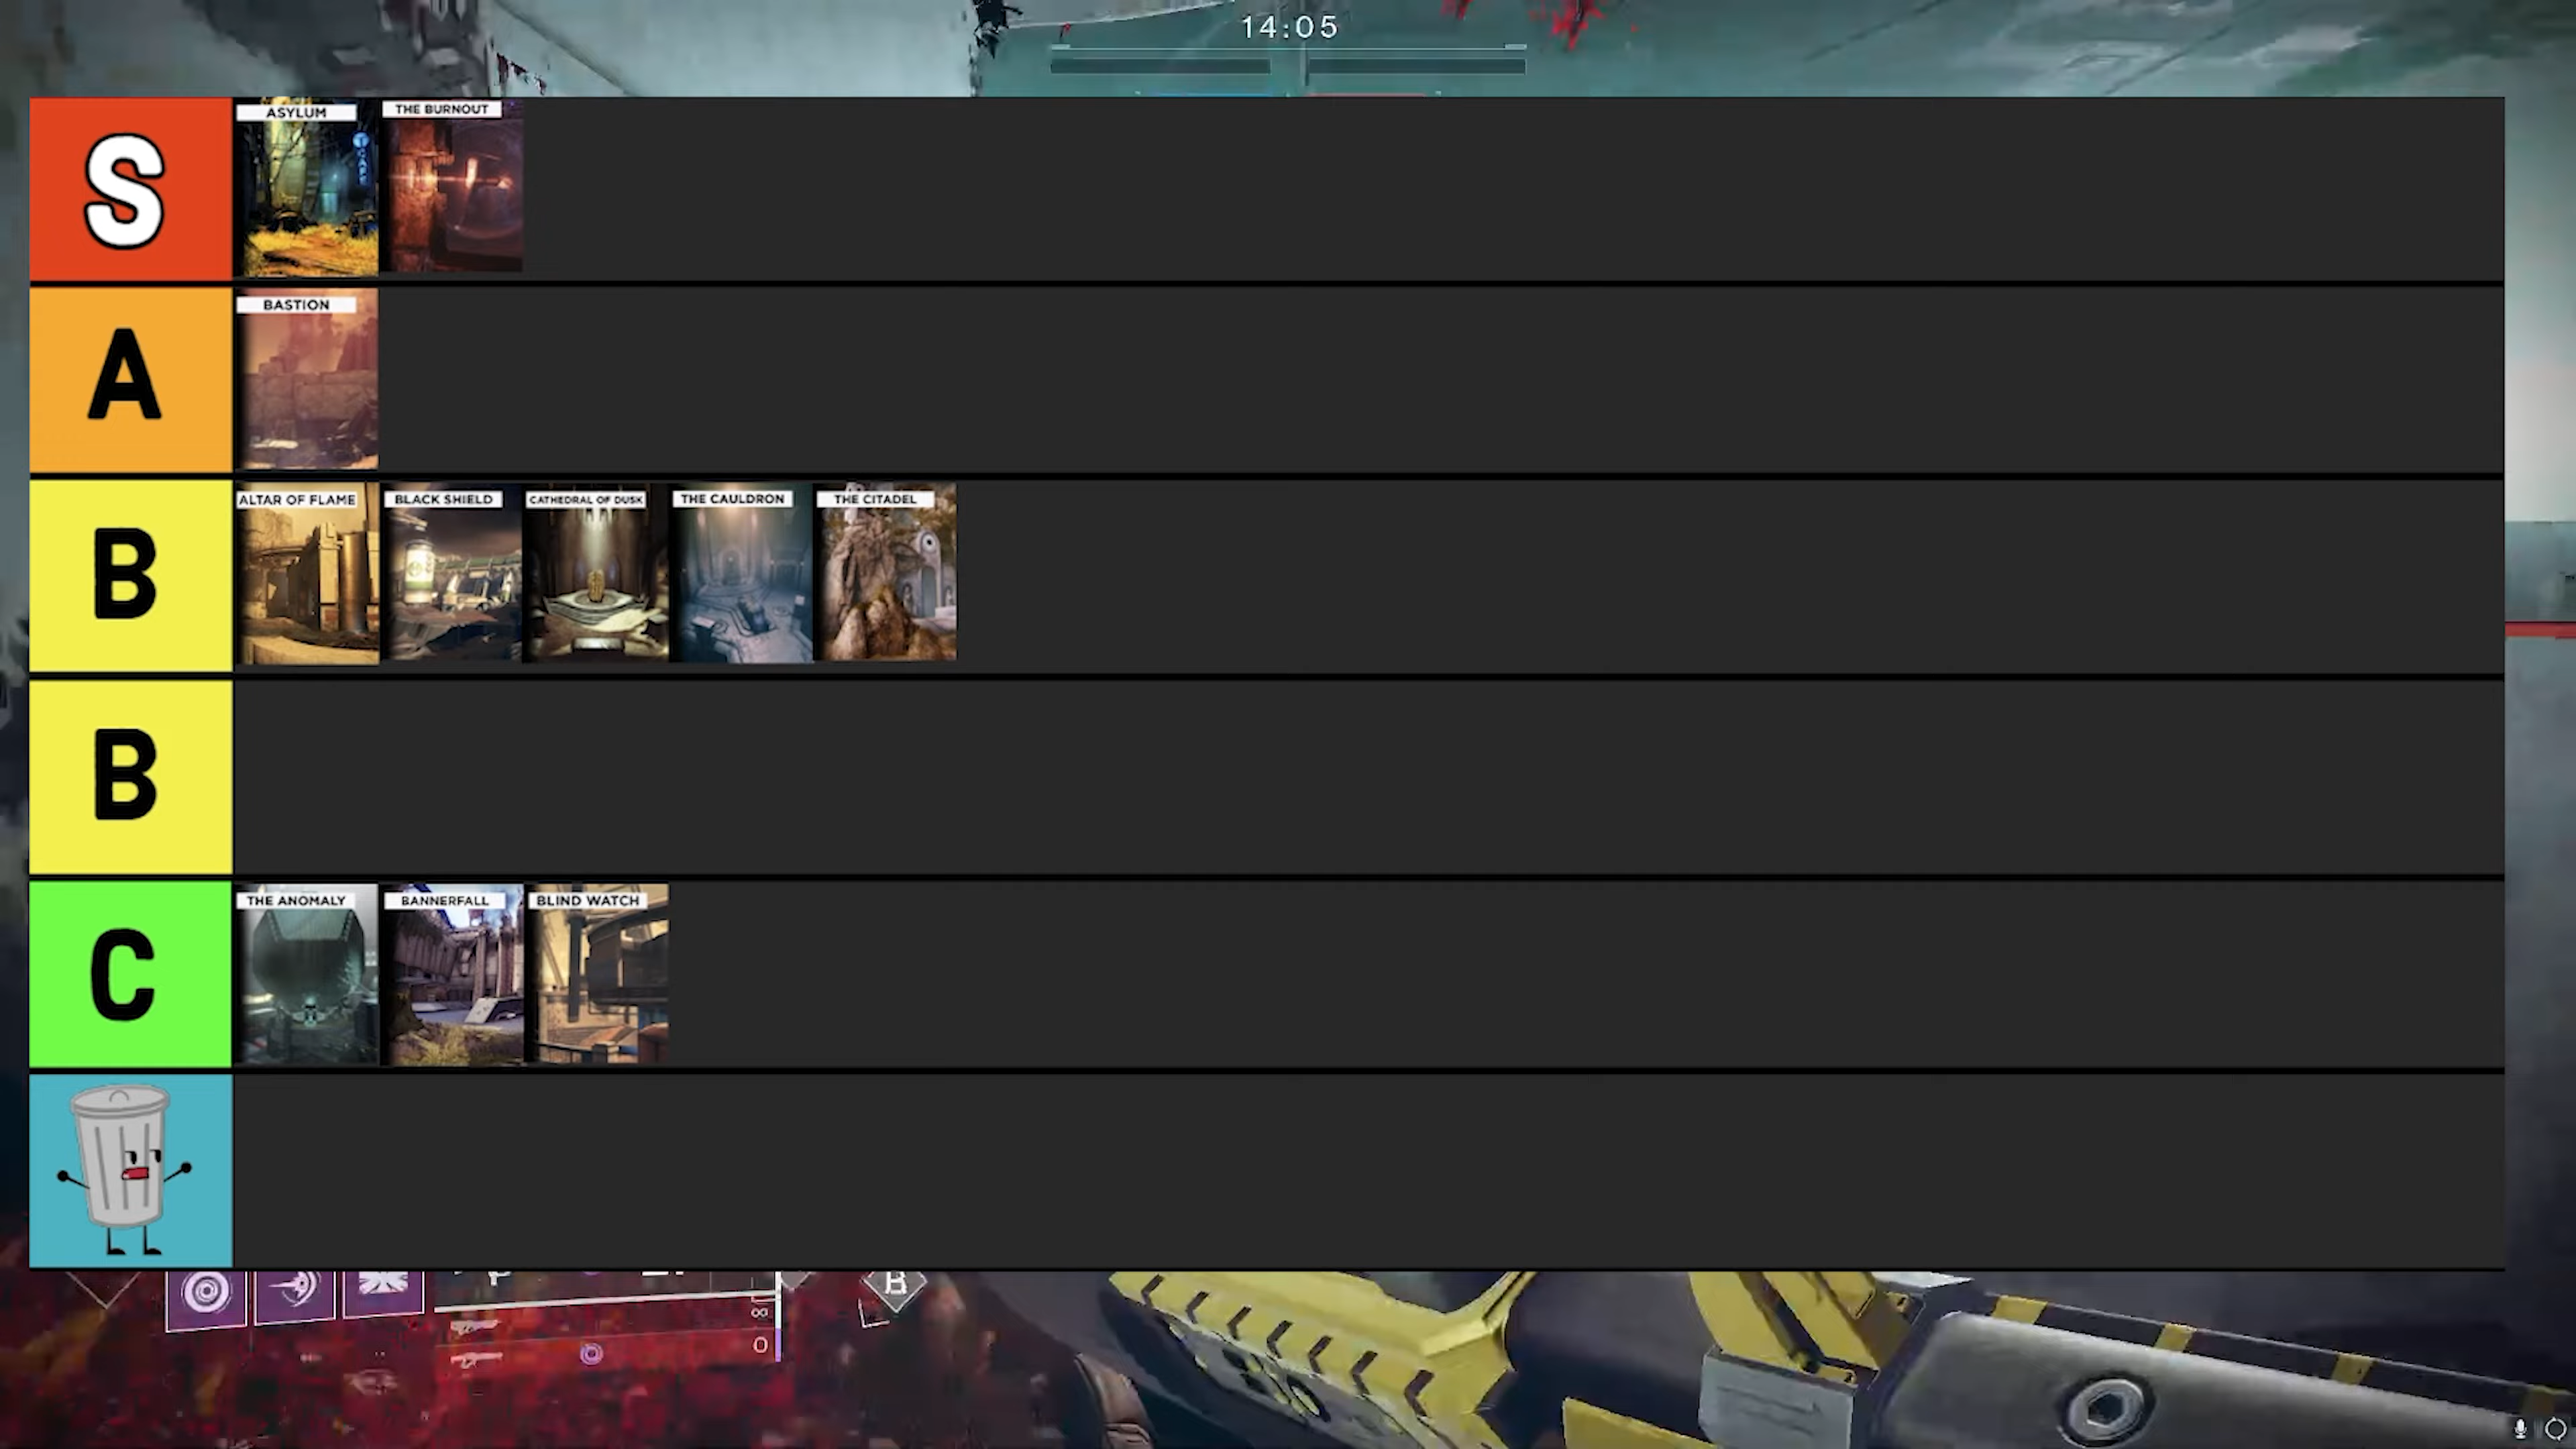 14:05
S
ASYLUM
THE BURNOUT
A
BASTION
B
ALTAR OF FLAME
BLACK SHIELD
CATHEDRAL OF DUSK
THE CAULDRON
THE CITADEL
B
C
THE ANOMALY
BANNERFALL
BLIND WATCH
B
∞
0